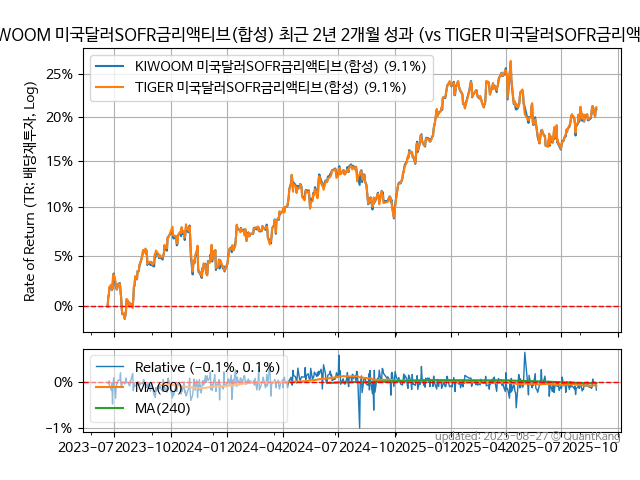 WOOM 미국달러SOFR금리액티브(합성) 최근 2년 2개월 성과 (vs TIGER 미국달러SOFR금리액
KIWOOM 미국달러SOFR금리액티브(합성) (9.1%)
TIGER 미국달러SOFR금리액티브(합성) (9.1%)
Rate of Return (TR: 배당재투자, Log)
25%
20%
15%
10%
5%
0%
Relative (−0.1%, 0.1%)
MA(60)
MA(240)
0%
−1%
updated: 2025-08-27 © QuantKang
2023-07 2023-10 2024-01 2024-04 2024-07 2024-10 2025-01 2025-04 2025-07 2025-10